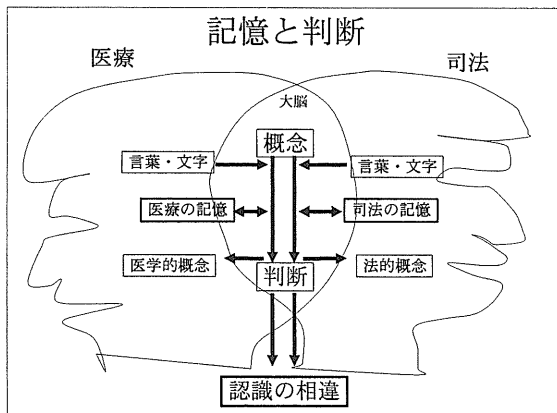 記憶と判断
医療
司法
大脳
概念
言葉・文字
言葉・文字
医療の記憶
司法の記憶
医学的概念
判断
法的概念
認識の相違